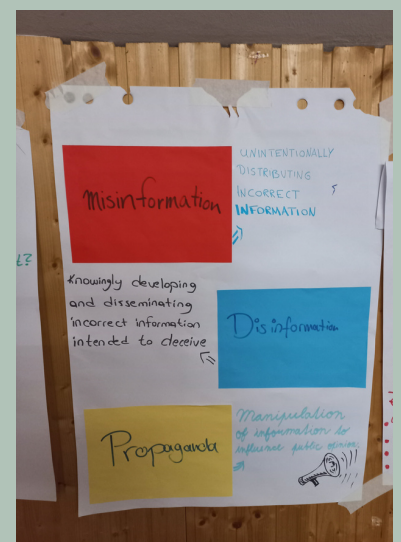 Misinformation
UNINTENTIONALLY
DISTRIBUTING
INCORRECT
INFORMATION
Knowingly developing
and disseminating
incorrect information
intended to deceive
Disinformation
Propaganda
Manipulation
of information to
influence public opinion